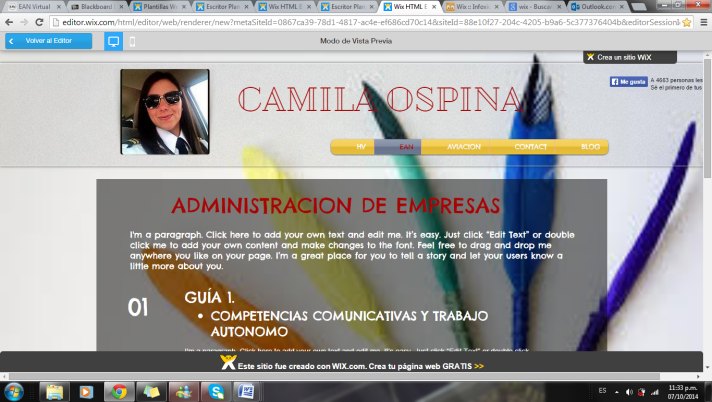 EAN Virtual
Blackboard
Plantillas W
Escritor Plan
Wix HTML E
Escritor Plan
Wix HTML E
Wix :: Infosi
wix - Buscar
Outlook.com
editor.wix.com/html/editor/web/renderer/new?metaSiteId=0867ca39-78d1-4817-ac4e-ef686cd70c14&siteId=88e10f27-204c-4205-b9a6-5c377376404b&editorSession
Volver al Editor
Modo de Vista Previa
Crea un sitio WiX
CAMILA OSPINA
Me gusta
A 4663 personas les
Sé el primero de tus
HV EAN AVIACION CONTACT BLOG
ADMINISTRACION DE EMPRESAS
I'm a paragraph. Click here to add your own text and edit me. It's easy. Just click "Edit Text" or double
click me to add your own content and make changes to the font. Feel free to drag and drop me
anywhere you like on your page. I'm a great place for you to tell a story and let your users know a
little more about you.
01
GUÍA 1.
• COMPETENCIAS COMUNICATIVAS Y TRABAJO
AUTONOMO
I'm a paragraph. Click here to add your own text and edit me. It's easy. Just click "Edit Text" or double click
Este sitio fue creado con WIX.com. Crea tu página web GRATIS >>
ES
11:33 p.m.
07/10/2014